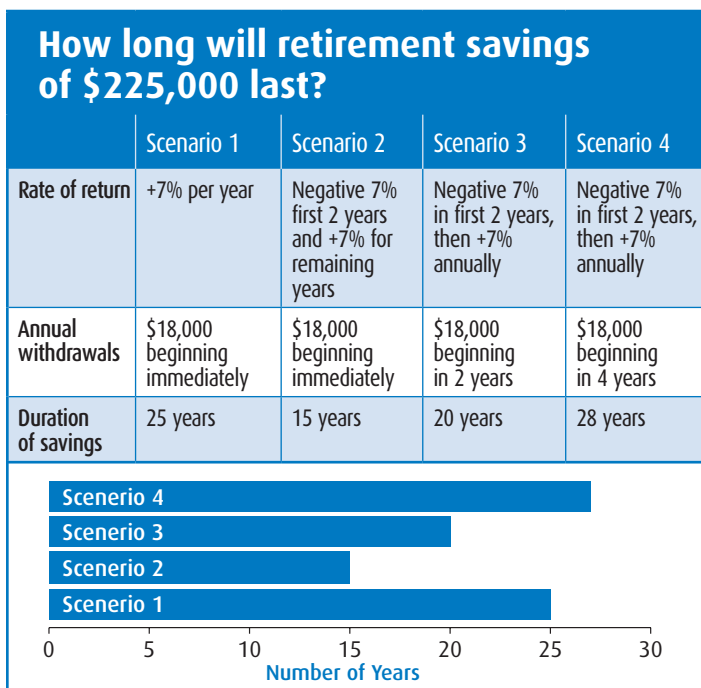 How long will retirement savings
of $225,000 last?
Scenario 1 Scenario 2 Scenario 3 Scenario 4
Rate of return +7% per year Negative 7% Negative 7% Negative 7%
first 2 years in first 2 years, in first 2 years,
and +7% for then +7% then +7%
remaining annually annually
years
Annual $18,000 $18,000 $18,000 $18,000
withdrawals beginning beginning beginning beginning
immediately immediately in 2 years in 4 years
Duration 25 years 15 years 20 years 28 years
of savings
Scenerio 4
Scenerio 3
Scenerio 2
Scenerio 1
0 5 10 15 20 25 30
Number of Years